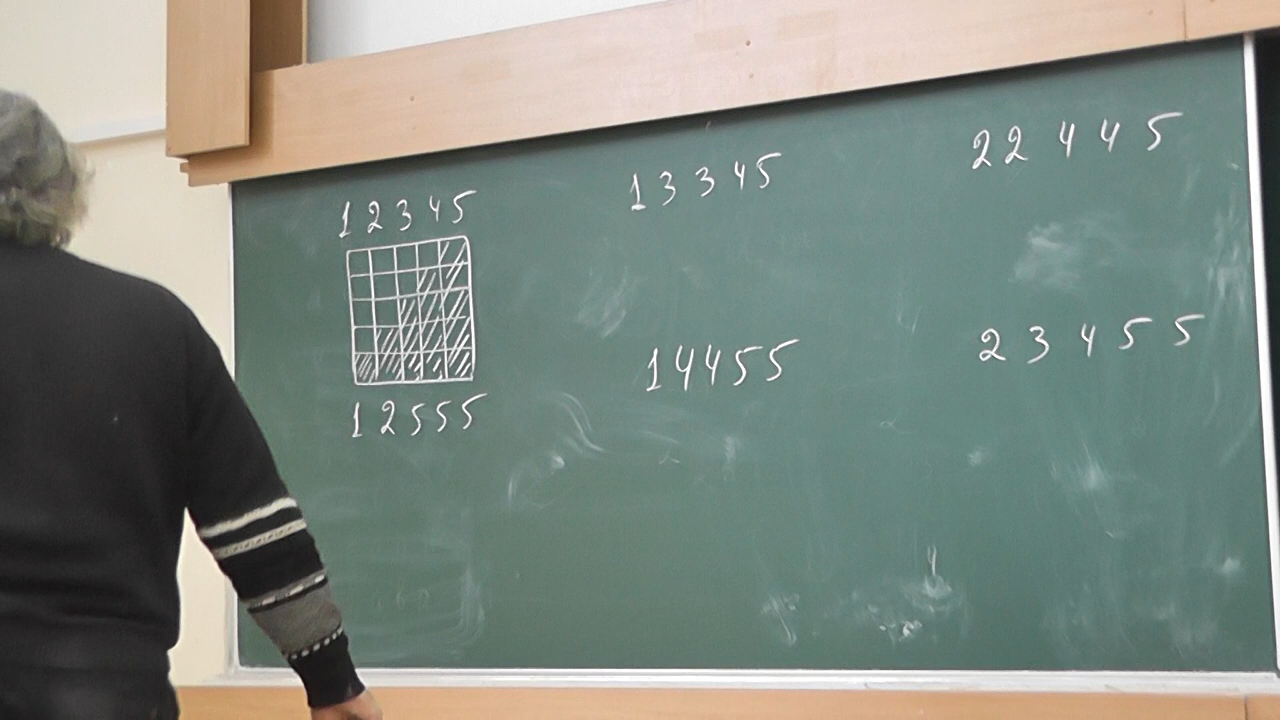 1 2 3 4 5
1 2 5 5 5
1 3 3 4 5
1 4 4 5 5
2 2 4 4 5
2 3 4 5 5